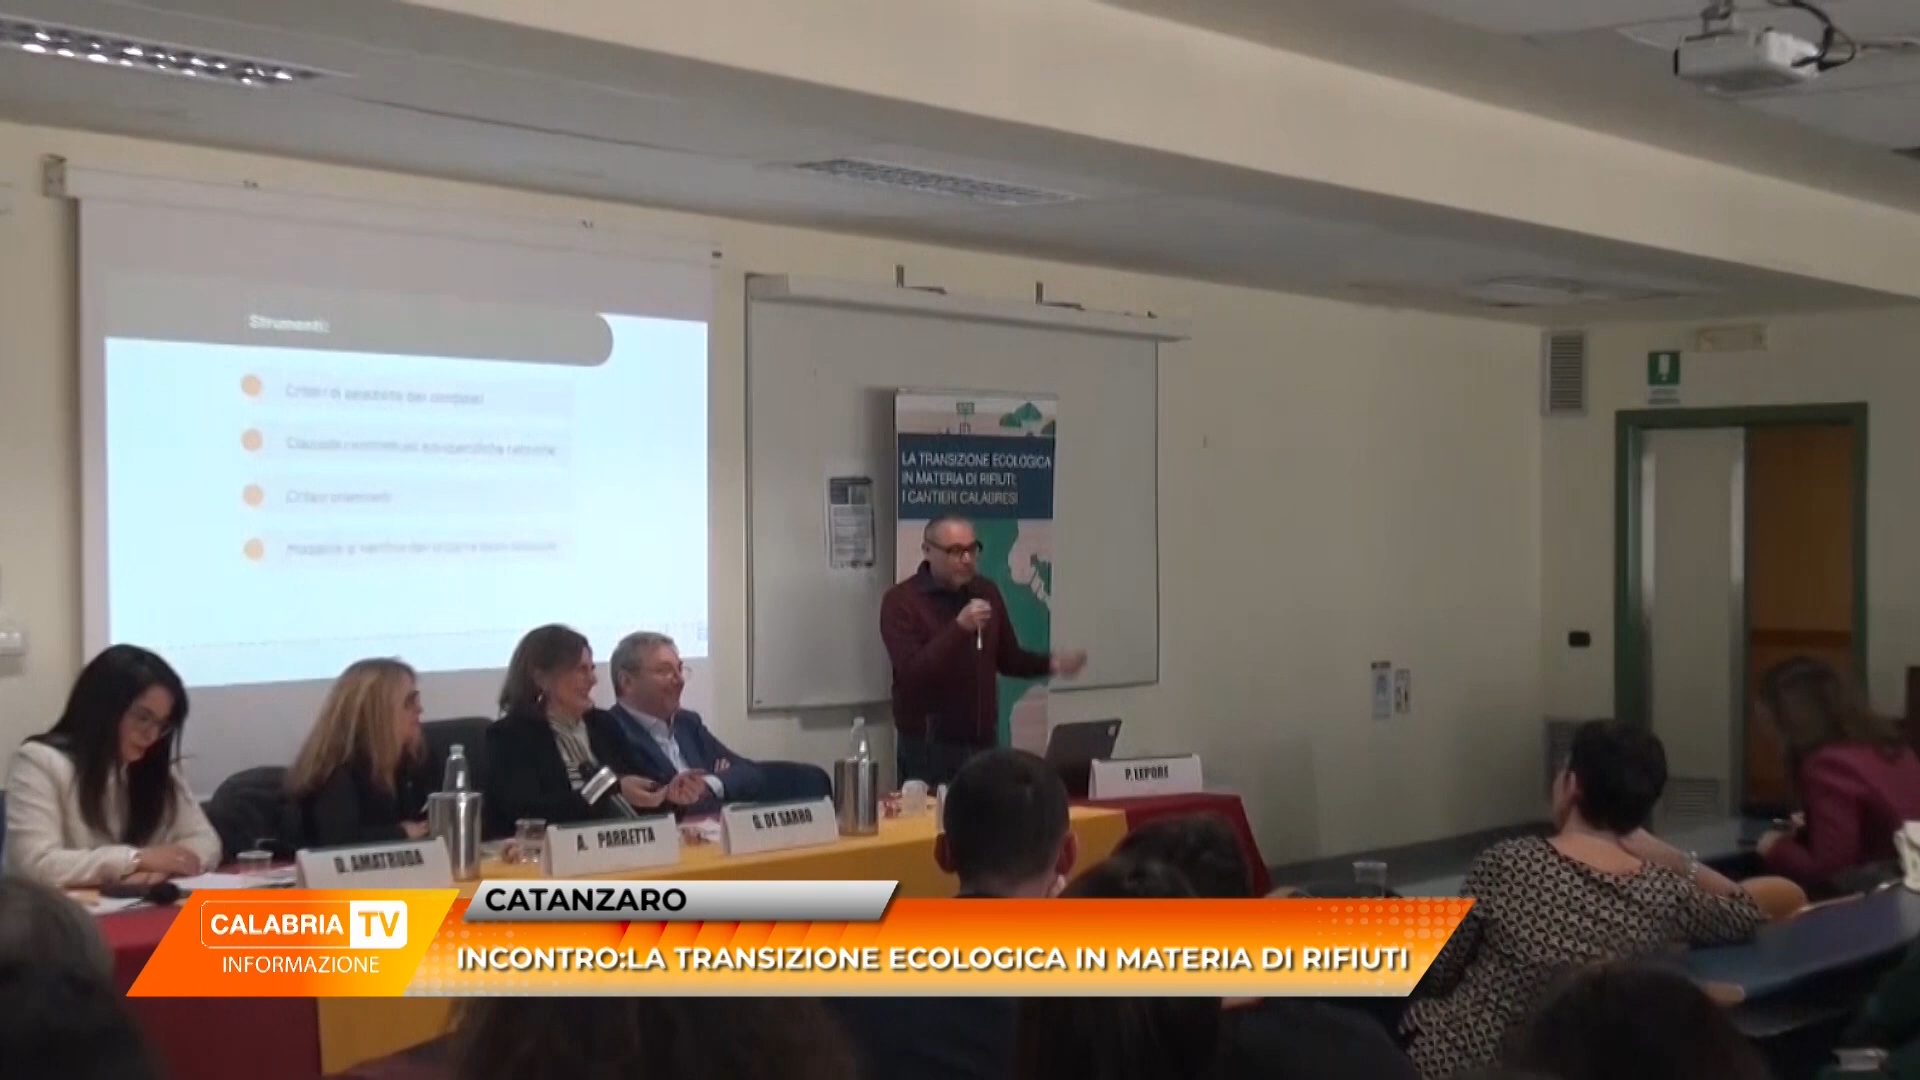 Strumenti
LA TRANSIZIONE ECOLOGICA
IN MATERIA DI RIFIUTI:
I CANTIERI CALABRESI
P. LEPORE
G. DE SARRO
A. PARRETTA
D. AMATRUDA
CATANZARO
CALABRIA TV
INFORMAZIONE
INCONTRO:LA TRANSIZIONE ECOLOGICA IN MATERIA DI RIFIUTI